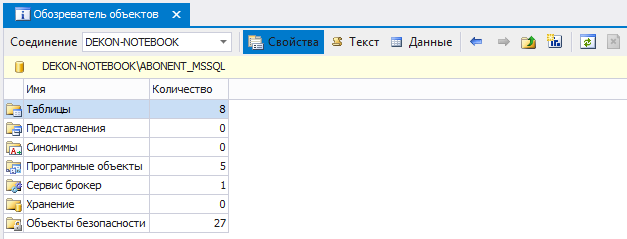 Обозреватель объектов
Соединение DEKON-NOTEBOOK Свойства Текст Данные
DEKON-NOTEBOOK\ABONENT_MSSQL
Имя Количество
Таблицы 8
Представления 0
Синонимы 0
Программные объекты 5
Сервис брокер 1
Хранение 0
Объекты безопасности 27